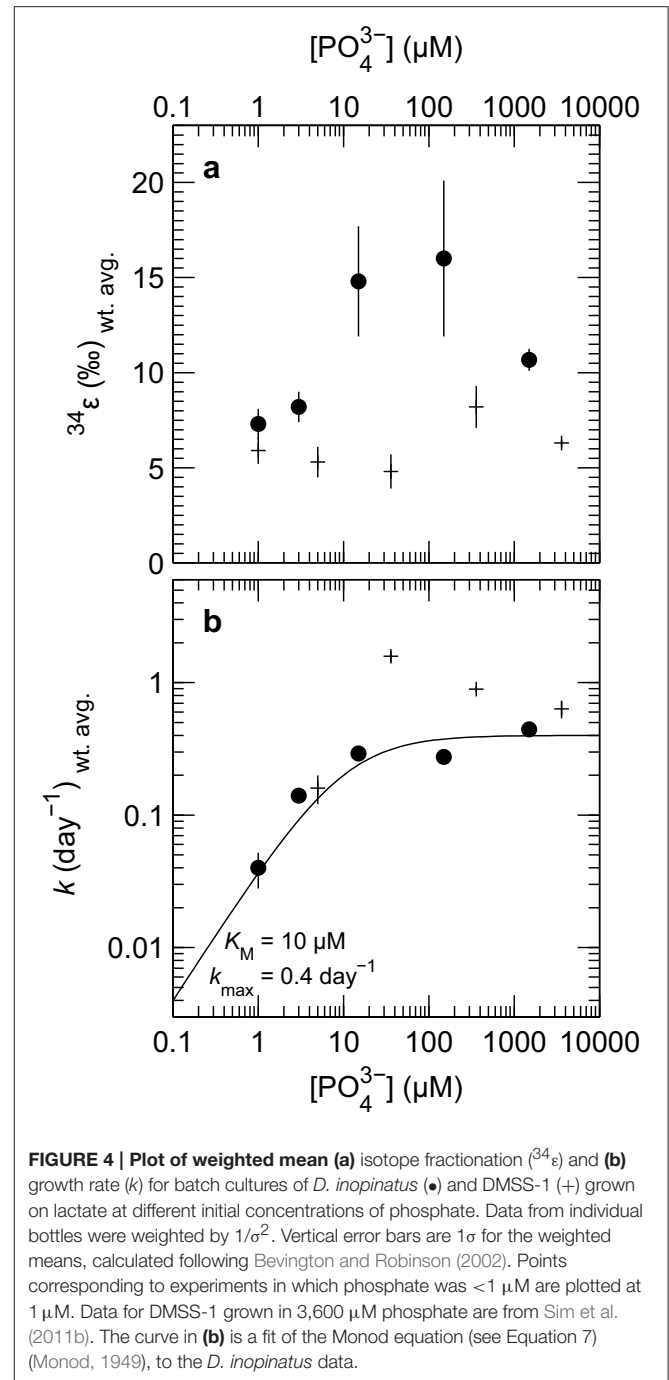 [PO₄³⁻] (μM)
0.1 1 10 100 1000 10000
a
20
15
10
5
0
³⁴ε (‰) wt. avg.
b
1
0.1
0.01
k (day⁻¹) wt. avg.
K_M = 10 μM
k_max = 0.4 day⁻¹
0.1 1 10 100 1000 10000
[PO₄³⁻] (μM)
FIGURE 4 | Plot of weighted mean (a) isotope fractionation (³⁴ε) and (b)
growth rate (k) for batch cultures of D. inopinatus (•) and DMSS-1 (+) grown
on lactate at different initial concentrations of phosphate. Data from individual
bottles were weighted by 1/σ². Vertical error bars are 1σ for the weighted
means, calculated following Bevington and Robinson (2002). Points
corresponding to experiments in which phosphate was <1 μM are plotted at
1 μM. Data for DMSS-1 grown in 3,600 μM phosphate are from Sim et al.
(2011b). The curve in (b) is a fit of the Monod equation (see Equation 7)
(Monod, 1949), to the D. inopinatus data.